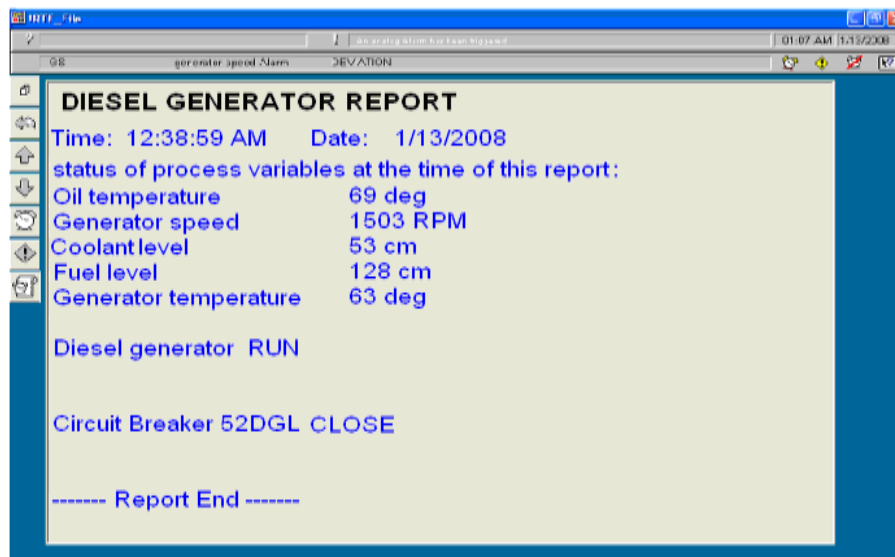 IRTF_File
An analog Alarm has been triggered
01:07 AM 1/13/2008
GS generator speed Alarm DEVATION
DIESEL GENERATOR REPORT
Time: 12:38:59 AM Date: 1/13/2008
status of process variables at the time of this report:
Oil temperature 69 deg
Generator speed 1503 RPM
Coolant level 53 cm
Fuel level 128 cm
Generator temperature 63 deg
Diesel generator RUN
Circuit Breaker 52DGL CLOSE
------- Report End -------